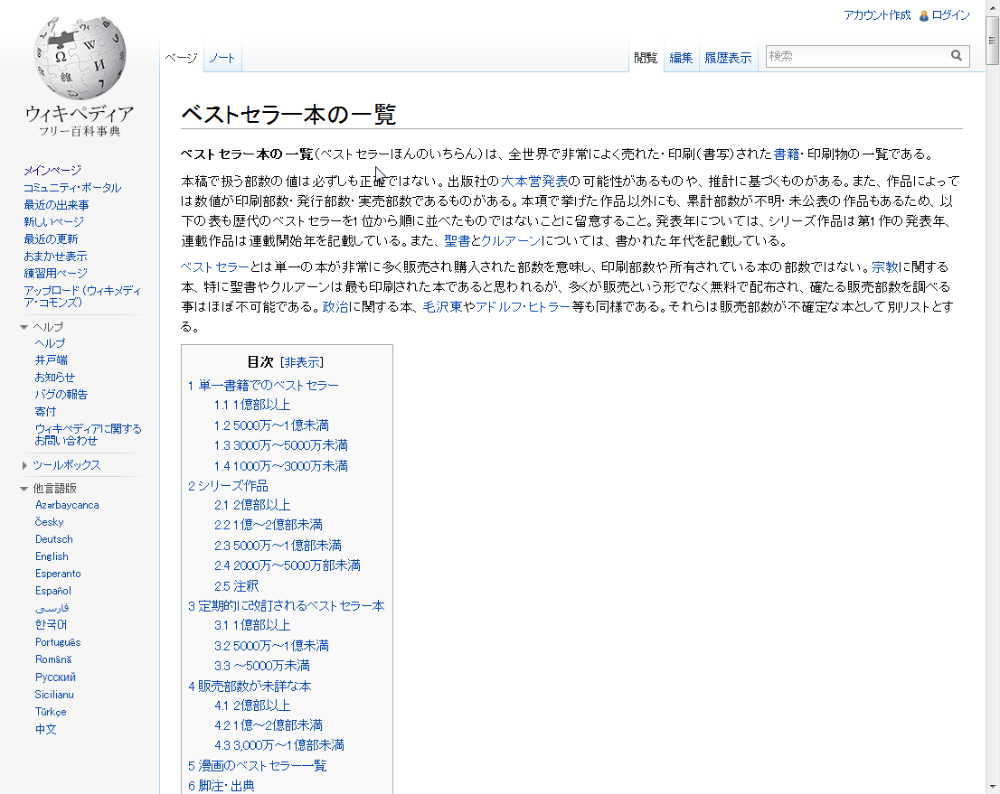 アカウント作成 ログイン
ページ ノート 閲覧 編集 履歴表示 検索
ウィキペディア
フリー百科事典
メインページ
コミュニティ・ポータル
最近の出来事
新しいページ
最近の更新
おまかせ表示
練習用ページ
アップロード (ウィキメディ
ア・コモンズ)
ヘルプ
ヘルプ
井戸端
お知らせ
バグの報告
寄付
ウィキペディアに関する
お問い合わせ
ツールボックス
他言語版
Azərbaycanca
Česky
Deutsch
English
Esperanto
Español
فارسی
한국어
Português
Română
Русский
Sicilianu
Türkçe
中文
ベストセラー本の一覧
ベストセラー本の一覧(ベストセラーほんのいちらん)は、全世界で非常によく売れた・印刷(書写)された書籍・印刷物の一覧である。
本稿で扱う部数の値は必ずしも正確ではない。出版社の大本営発表の可能性があるものや、推計に基づくものがある。また、作品によって
は数値が印刷部数・発行部数・実売部数であるものがある。本項で挙げた作品以外にも、累計部数が不明・未公表の作品もあるため、以
下の表も歴代のベストセラーを1位から順に並べたものではないことに留意すること。発表年については、シリーズ作品は第1作の発表年、
連載作品は連載開始年を記載している。また、聖書とクルアーンについては、書かれた年代を記載している。
ベストセラーとは単一の本が非常に多く販売され購入された部数を意味し、印刷部数や所有されている本の部数ではない。宗教に関する
本、特に聖書やクルアーンは最も印刷された本であると思われるが、多くが販売という形でなく無料で配布され、確たる販売部数を調べる
事はほぼ不可能である。政治に関する本、毛沢東やアドルフ・ヒトラー等も同様である。それらは販売部数が不確定な本として別リストとす
る。
目次 [非表示]
1 単一書籍でのベストセラー
1.1 1億部以上
1.2 5000万～1億未満
1.3 3000万～5000万未満
1.4 1000万～3000万未満
2 シリーズ作品
2.1 2億部以上
2.2 1億～2億部未満
2.3 5000万～1億部未満
2.4 2000万～5000万部未満
2.5 注釈
3 定期的に改訂されるベストセラー本
3.1 1億部以上
3.2 5000万～1億未満
3.3 ～5000万未満
4 販売部数が未詳な本
4.1 2億部以上
4.2 1億～2億部未満
4.3 3,000万～1億部未満
5 漫画のベストセラー一覧
6 脚注・出典